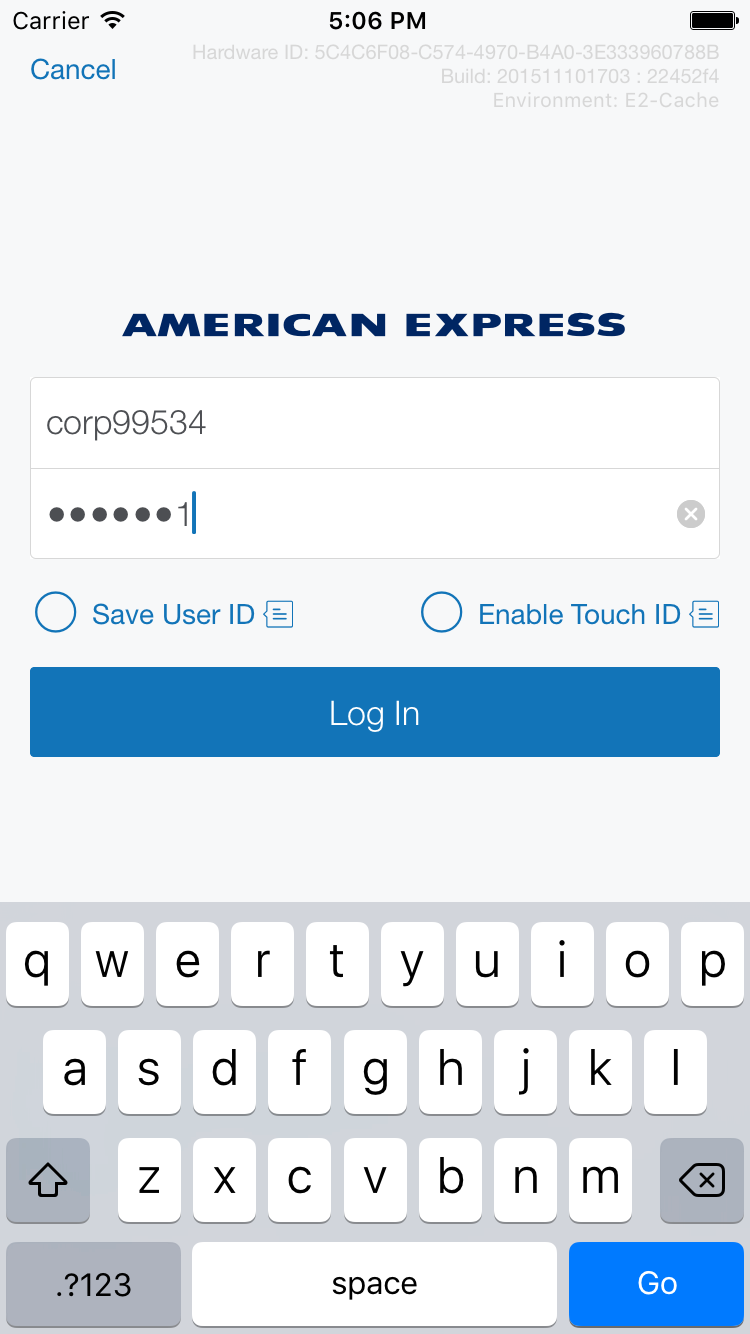 Carrier 5:06 PM
Hardware ID: 5C4C6F08-C574-4970-B4A0-3E333960788B
Cancel
Build: 201511101703 : 22452f4
Environment: E2-Cache
AMERICAN EXPRESS
corp99534
●●●●●●1
Save User ID Enable Touch ID
Log In
q w e r t y u i o p
a s d f g h j k l
z x c v b n m
.?123 space Go